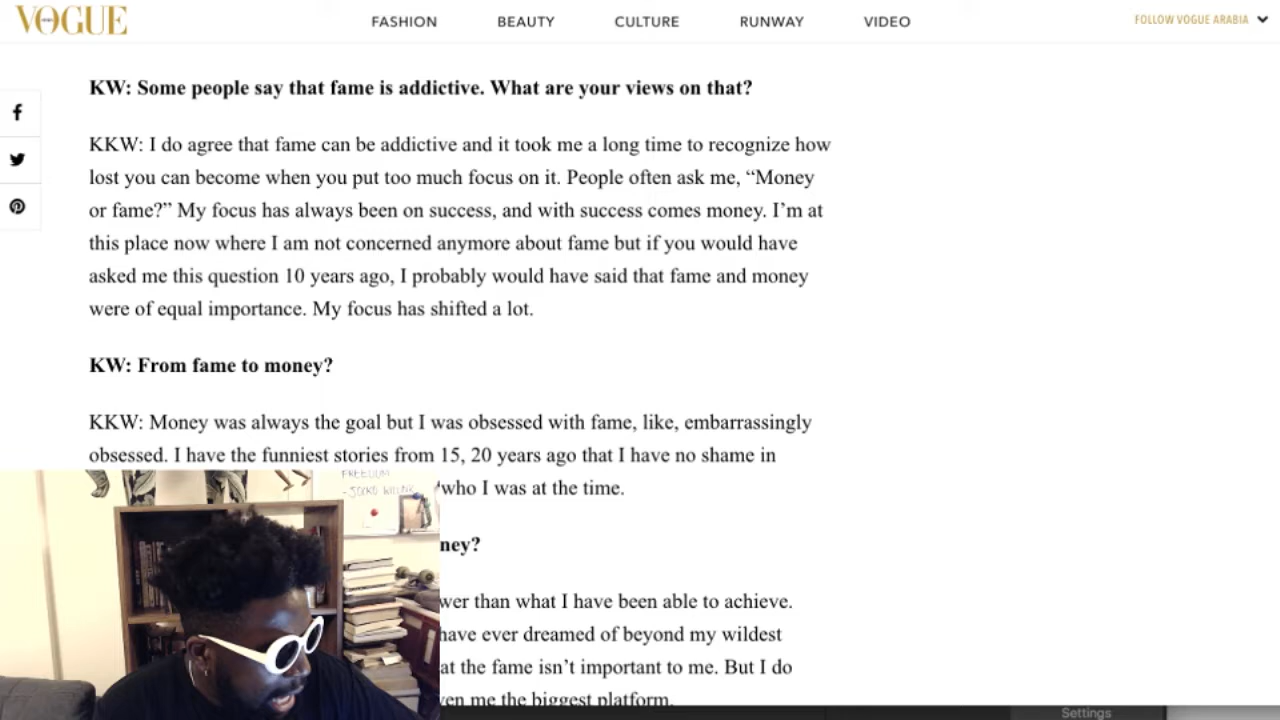 VOGUE
FASHION
BEAUTY
CULTURE
RUNWAY
VIDEO
FOLLOW VOGUE ARABIA
KW: Some people say that fame is addictive. What are your views on that?
KKW: I do agree that fame can be addictive and it took me a long time to recognize how
lost you can become when you put too much focus on it. People often ask me, “Money
or fame?” My focus has always been on success, and with success comes money. I’m at
this place now where I am not concerned anymore about fame but if you would have
asked me this question 10 years ago, I probably would have said that fame and money
were of equal importance. My focus has shifted a lot.
KW: From fame to money?
KKW: Money was always the goal but I was obsessed with fame, like, embarrassingly
obsessed. I have the funniest stories from 15, 20 years ago that I have no shame in
FREEDOM
who I was at the time.
ney?
wer than what I have been able to achieve.
have ever dreamed of beyond my wildest
at the fame isn’t important to me. But I do
ven me the biggest platform.
Settings